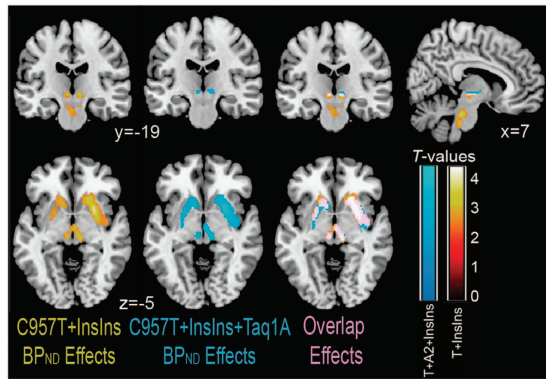 y=-19
x=7
T-values
4
3
2
1
0
T+A2+InsIns
T+InsIns
z=-5
C957T+InsIns
BPND Effects
C957T+InsIns+Taq1A
BPND Effects
Overlap
Effects